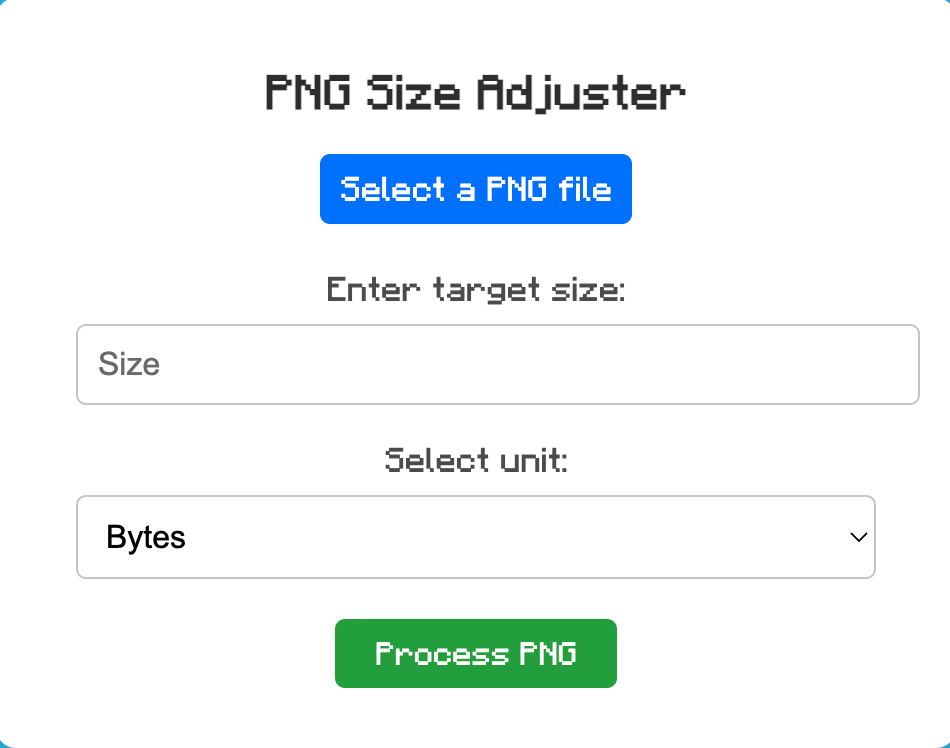 PNG Size Adjuster
Select a PNG file
Enter target size:
Size
Select unit:
Bytes
Process PNG